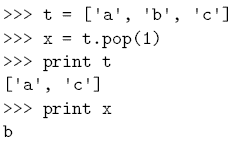 >>> t = ['a', 'b', 'c']
>>> x = t.pop(1)
>>> print t
['a', 'c']
>>> print x
b